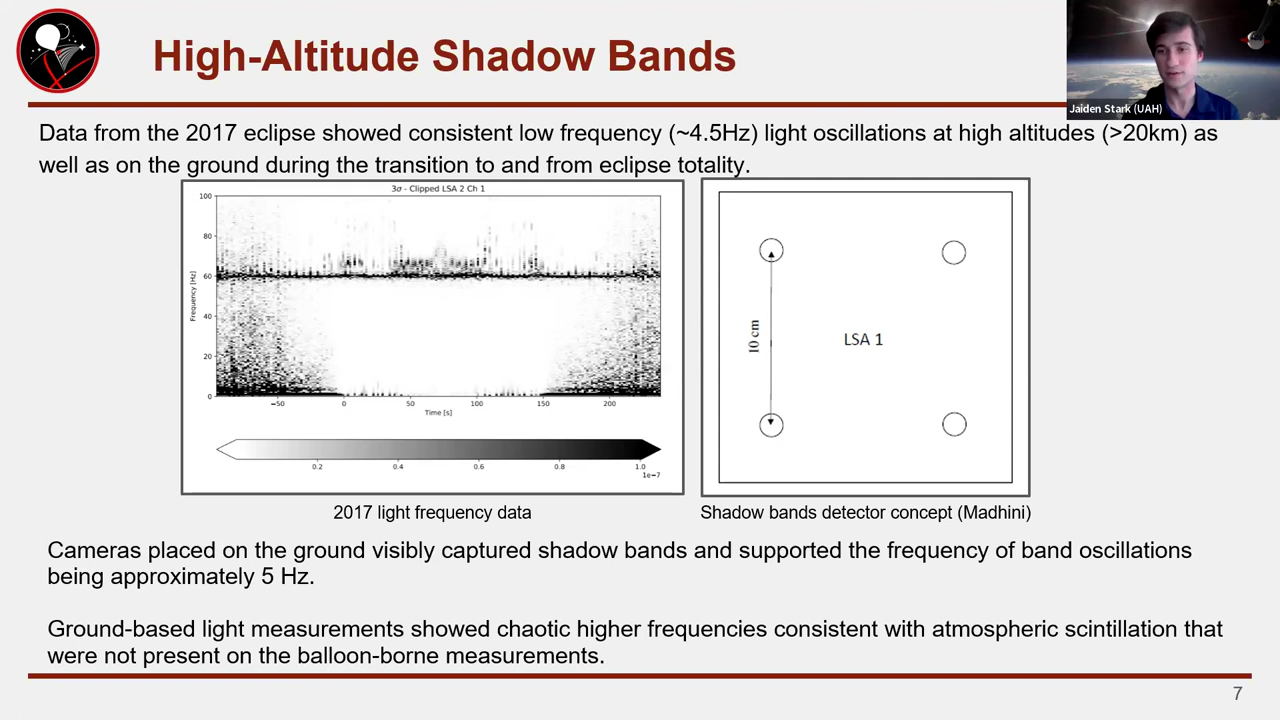 High-Altitude Shadow Bands
Jaiden Stark (UAH)
Data from the 2017 eclipse showed consistent low frequency (~4.5Hz) light oscillations at high altitudes (>20km) as
well as on the ground during the transition to and from eclipse totality.
3σ - Clipped LSA 2 Ch 1
100
80
60
40
20
0
Frequency [Hz]
−50
0
50
100
150
200
Time [s]
0.2
0.4
0.6
0.8
1.0
1e−7
10 cm
LSA 1
2017 light frequency data
Shadow bands detector concept (Madhini)
Cameras placed on the ground visibly captured shadow bands and supported the frequency of band oscillations
being approximately 5 Hz.
Ground-based light measurements showed chaotic higher frequencies consistent with atmospheric scintillation that
were not present on the balloon-borne measurements.
7